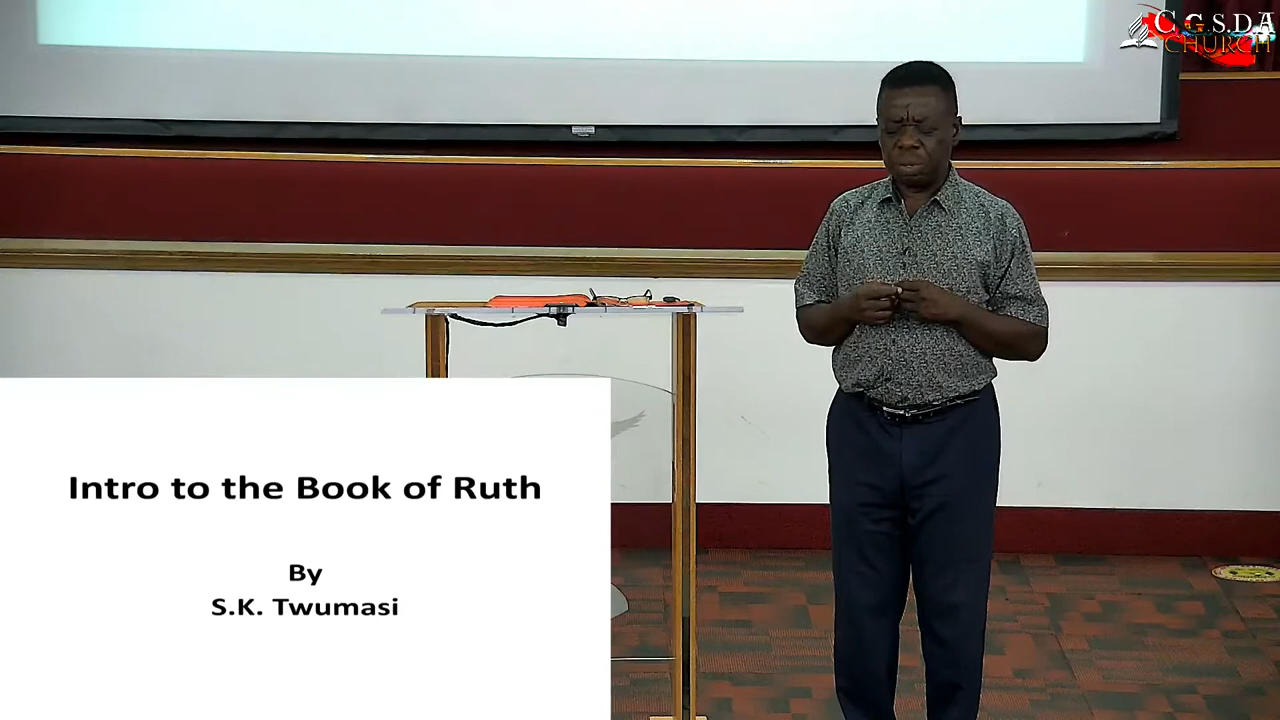 C.G.S.D.A
CHURCH
Intro to the Book of Ruth
By
S.K. Twumasi